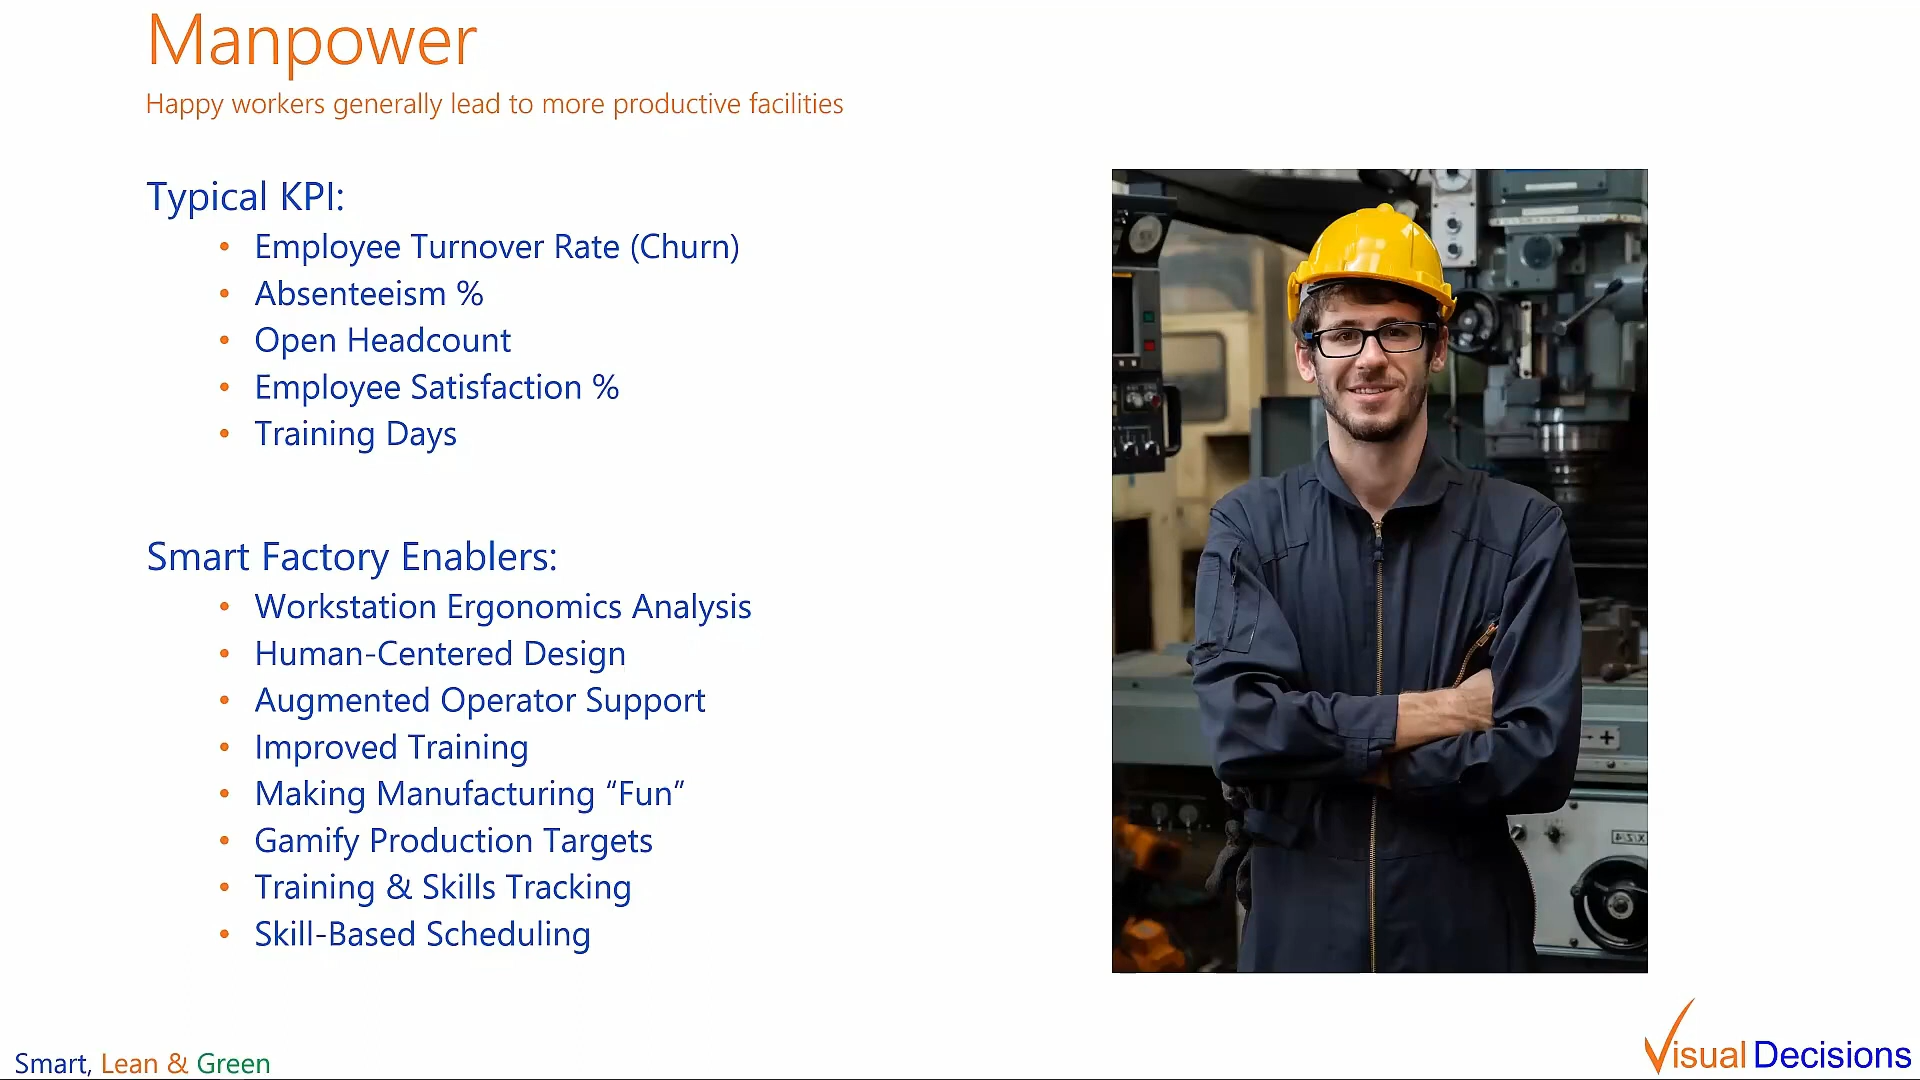 Manpower
Happy workers generally lead to more productive facilities
Typical KPI:
• Employee Turnover Rate (Churn)
• Absenteeism %
• Open Headcount
• Employee Satisfaction %
• Training Days
Smart Factory Enablers:
• Workstation Ergonomics Analysis
• Human-Centered Design
• Augmented Operator Support
• Improved Training
• Making Manufacturing “Fun”
• Gamify Production Targets
• Training & Skills Tracking
• Skill-Based Scheduling
Smart, Lean & Green
Visual Decisions